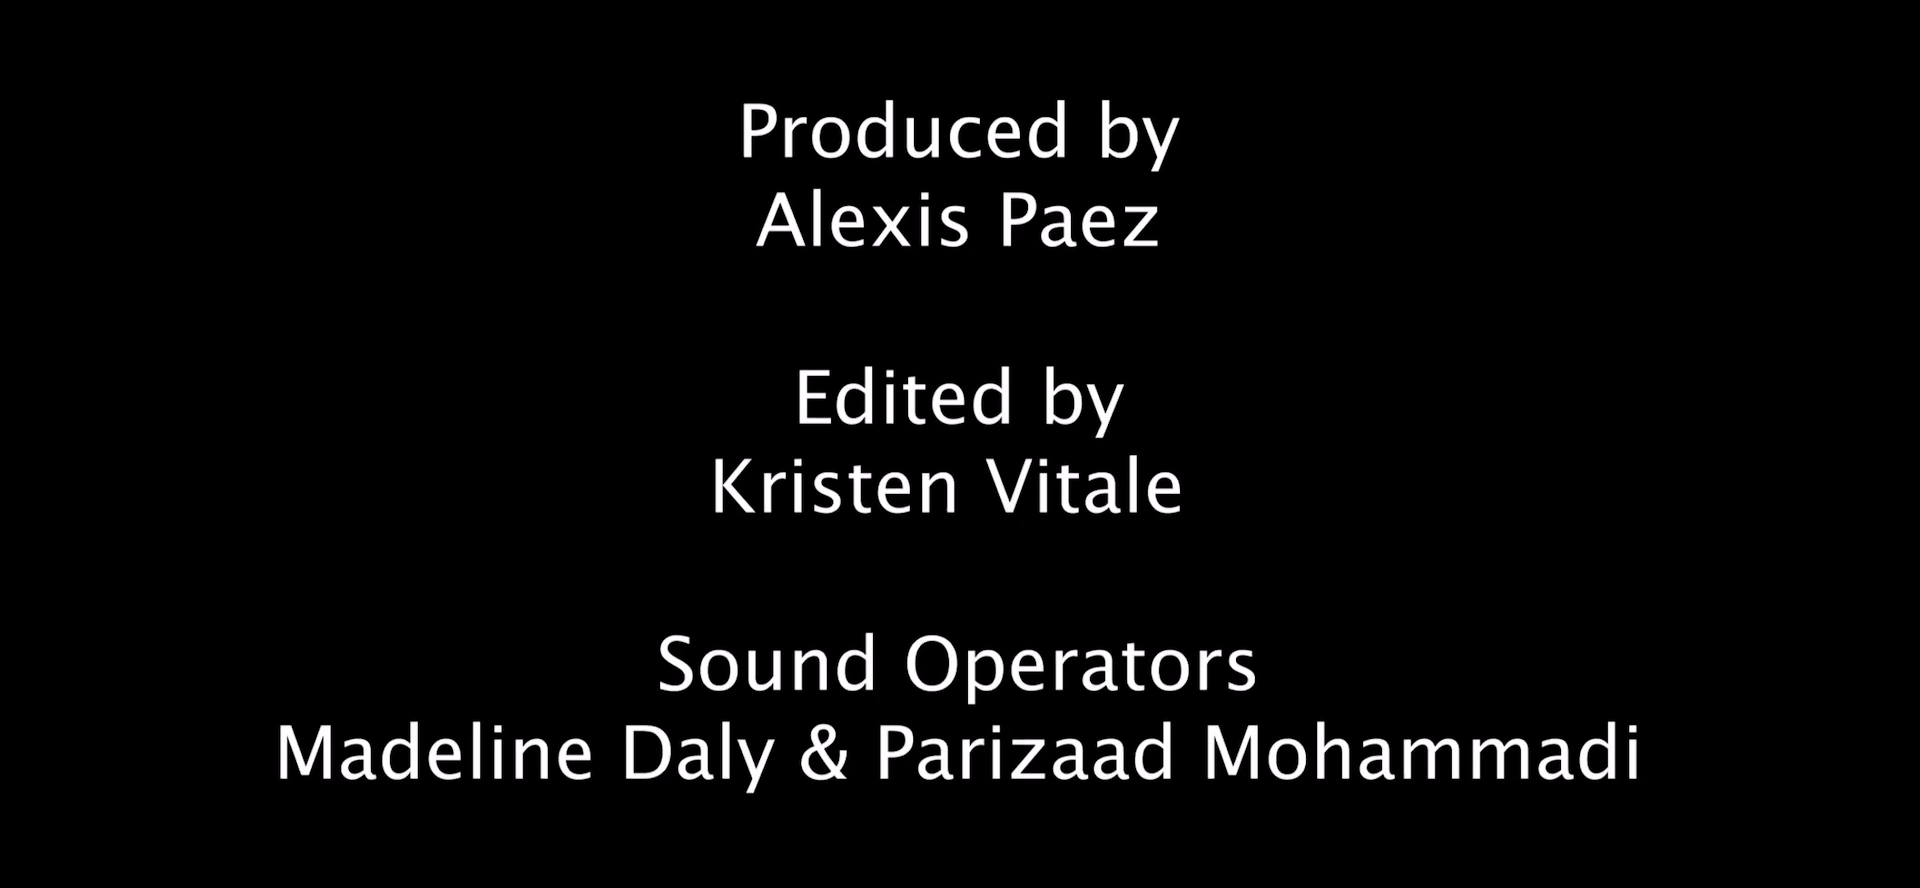 Produced by
Alexis Paez
Edited by
Kristen Vitale
Sound Operators
Madeline Daly & Parizaad Mohammadi